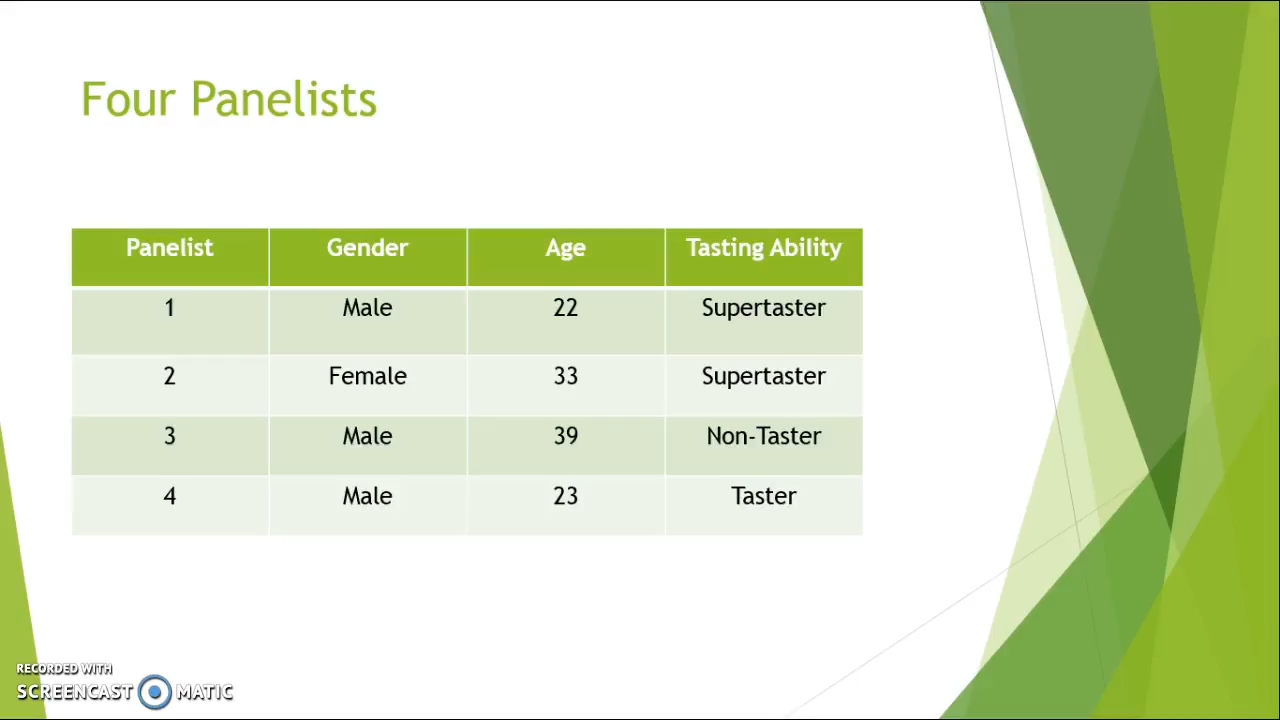 Four Panelists
Panelist Gender Age Tasting Ability
1 Male 22 Supertaster
2 Female 33 Supertaster
3 Male 39 Non-Taster
4 Male 23 Taster
RECORDED WITH
SCREENCAST MATIC